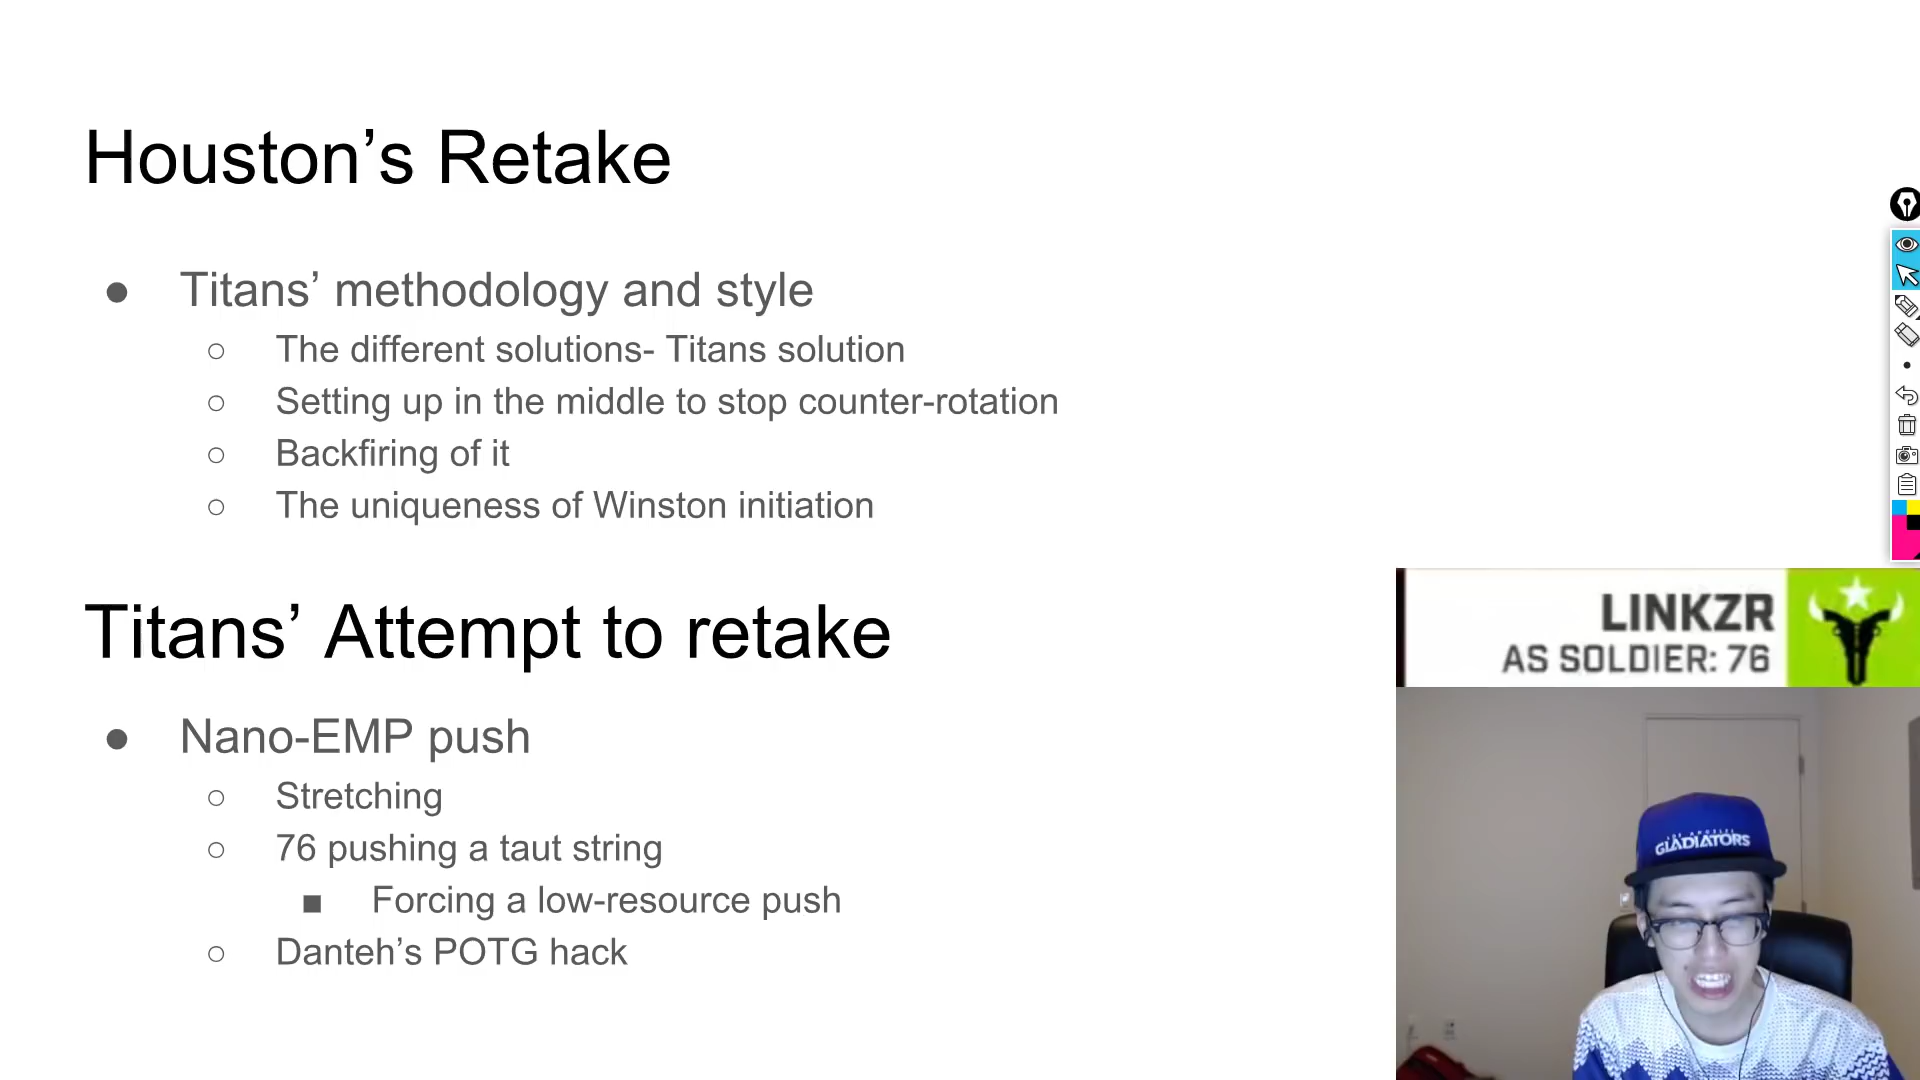 Houston’s Retake
● Titans’ methodology and style
○ The different solutions- Titans solution
○ Setting up in the middle to stop counter-rotation
○ Backfiring of it
○ The uniqueness of Winston initiation
Titans’ Attempt to retake
● Nano-EMP push
○ Stretching
○ 76 pushing a taut string
■ Forcing a low-resource push
○ Danteh’s POTG hack
LINKZR
AS SOLDIER: 76
LOS ANGELES
GLADIATORS